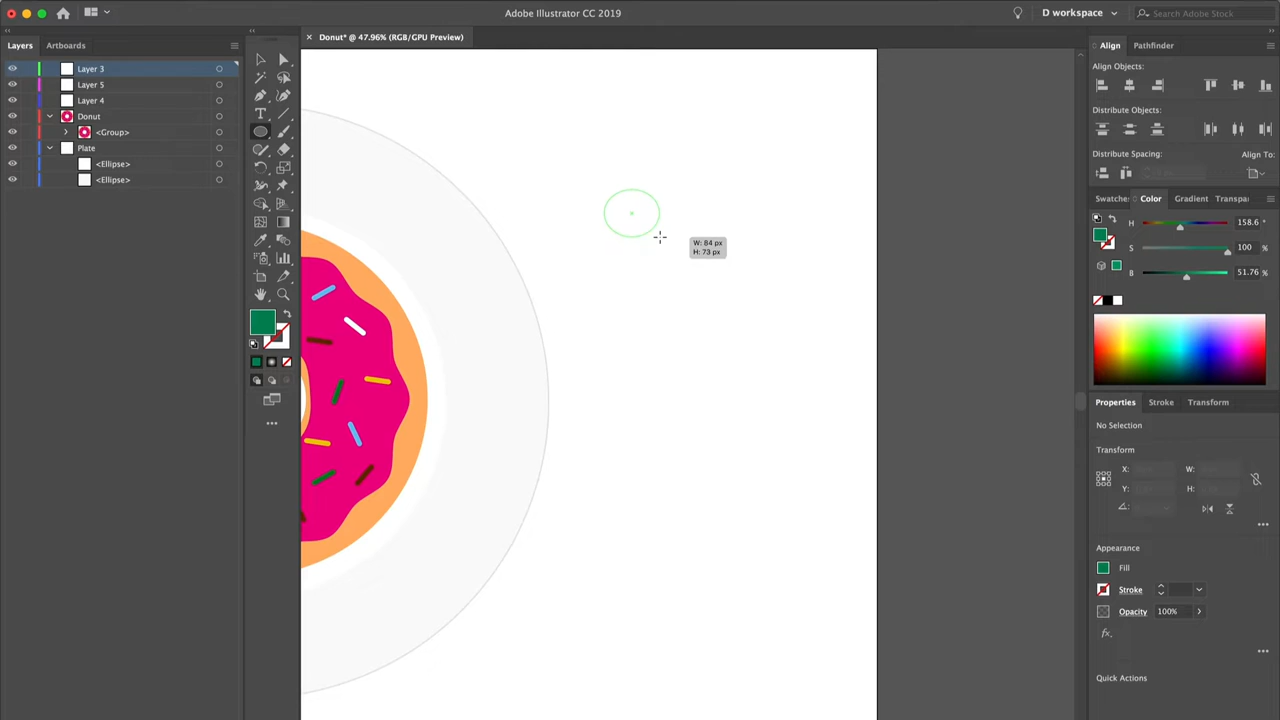 Adobe Illustrator CC 2019
D workspace
Search Adobe Stock
Layers
Artboards
Donut* @ 47.96% (RGB/GPU Preview)
Layer 3
Layer 5
Layer 4
Donut
<Group>
Plate
<Ellipse>
<Ellipse>
W: 84 px
H: 73 px
Align
Pathfinder
Align Objects:
Distribute Objects:
Distribute Spacing:
Align To:
Swatches
Color
Gradient
Transpa
H
158.6 °
S
100 %
B
51.76 %
Properties
Stroke
Transform
No Selection
Transform
X:
W:
Y:
H:
Appearance
Fill
Stroke
Opacity
100%
fx.
Quick Actions